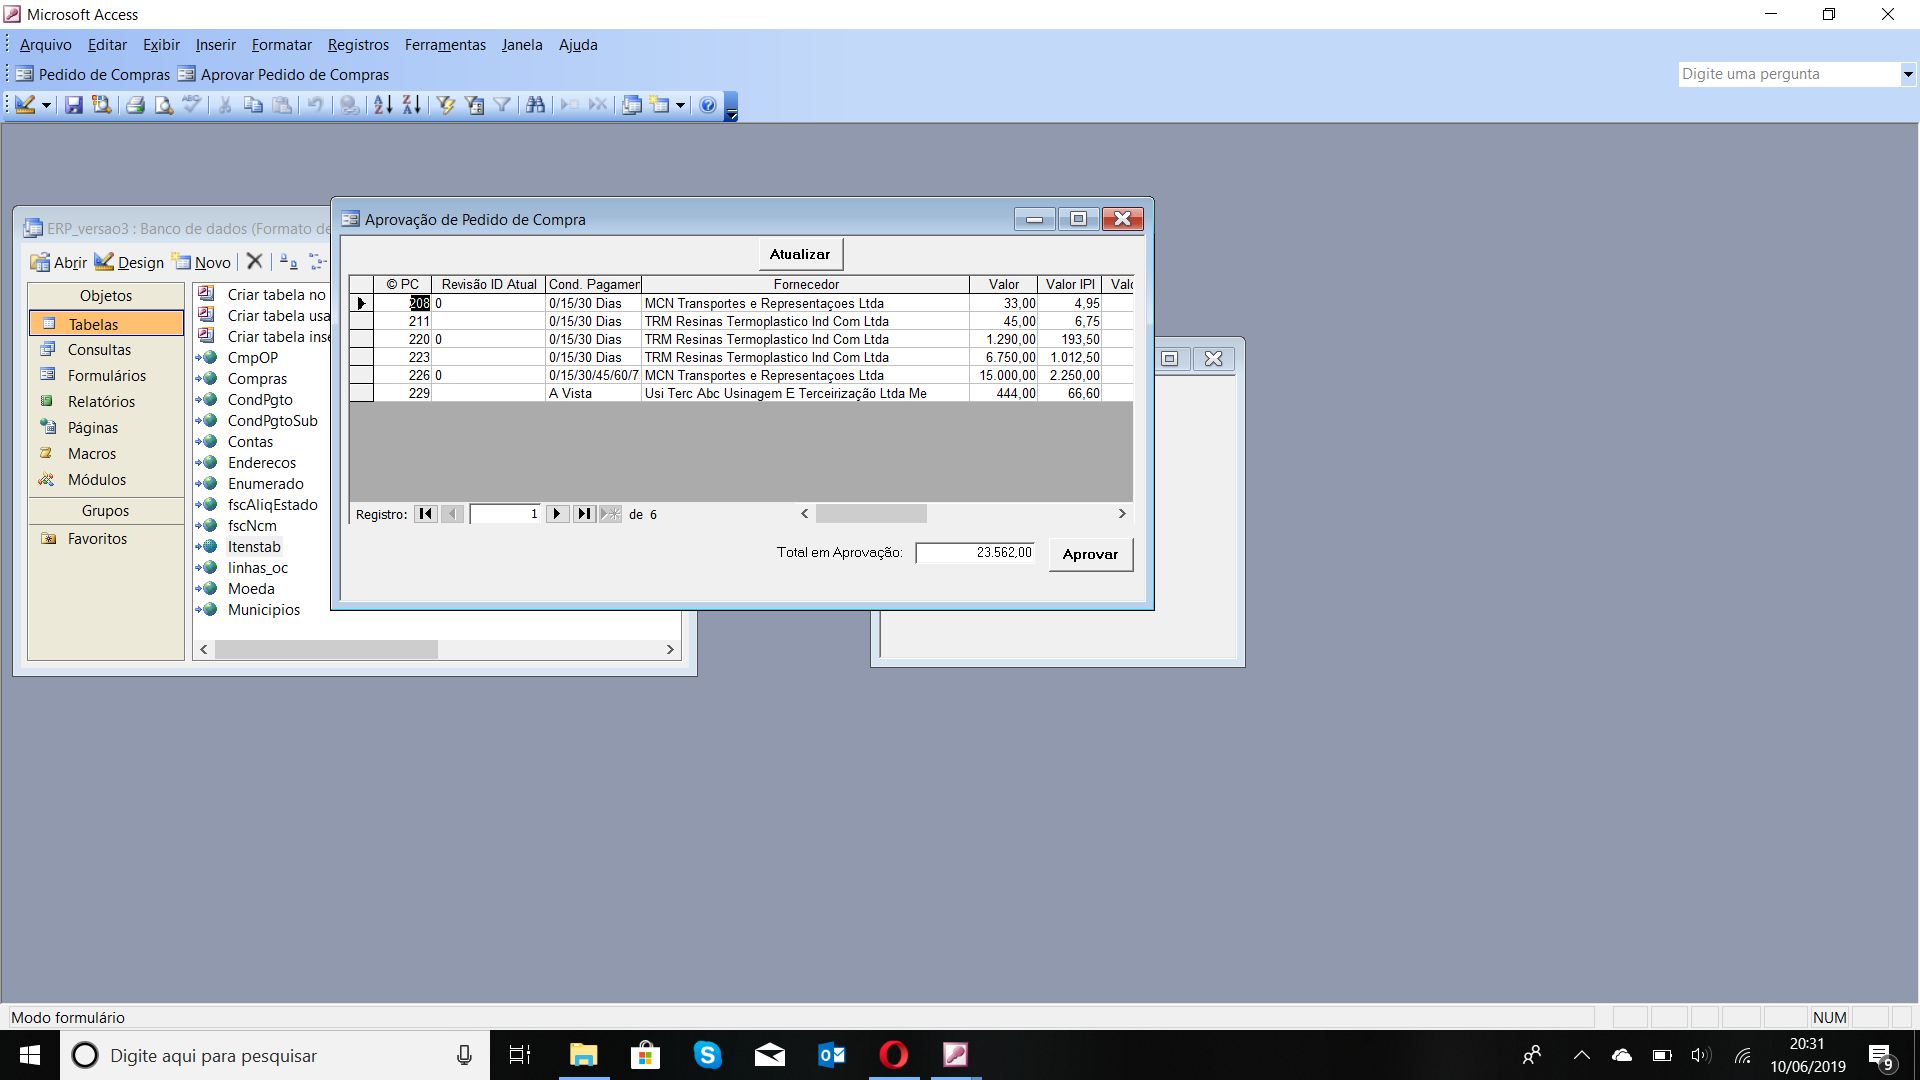 Microsoft Access
Arquivo Editar Exibir Inserir Formatar Registros Ferramentas Janela Ajuda
Pedido de Compras Aprovar Pedido de Compras
Digite uma pergunta
ERP_versao3 : Banco de dados (Formato de
Abrir Design Novo
Objetos
Tabelas
Consultas
Formulários
Relatórios
Páginas
Macros
Módulos
Grupos
Favoritos
Criar tabela no
Criar tabela usa
Criar tabela inse
CmpOP
Compras
CondPgto
CondPgtoSub
Contas
Enderecos
Enumerado
fscAliqEstado
fscNcm
Itenstab
linhas_oc
Moeda
Municipios
Aprovação de Pedido de Compra
Atualizar
© PC Revisão ID Atual Cond. Pagamen Fornecedor Valor Valor IPI Valo
208 0 0/15/30 Dias MCN Transportes e Representaçoes Ltda 33,00 4,95
211 0/15/30 Dias TRM Resinas Termoplastico Ind Com Ltda 45,00 6,75
220 0 0/15/30 Dias TRM Resinas Termoplastico Ind Com Ltda 1.290,00 193,50
223 0/15/30 Dias TRM Resinas Termoplastico Ind Com Ltda 6.750,00 1.012,50
226 0 0/15/30/45/60/7 MCN Transportes e Representaçoes Ltda 15.000,00 2.250,00
229 A Vista Usi Terc Abc Usinagem E Terceirização Ltda Me 444,00 66,60
Registro: 1 de 6
Total em Aprovação: 23.562,00 Aprovar
Modo formulário
NUM
Digite aqui para pesquisar
20:31
10/06/2019
9